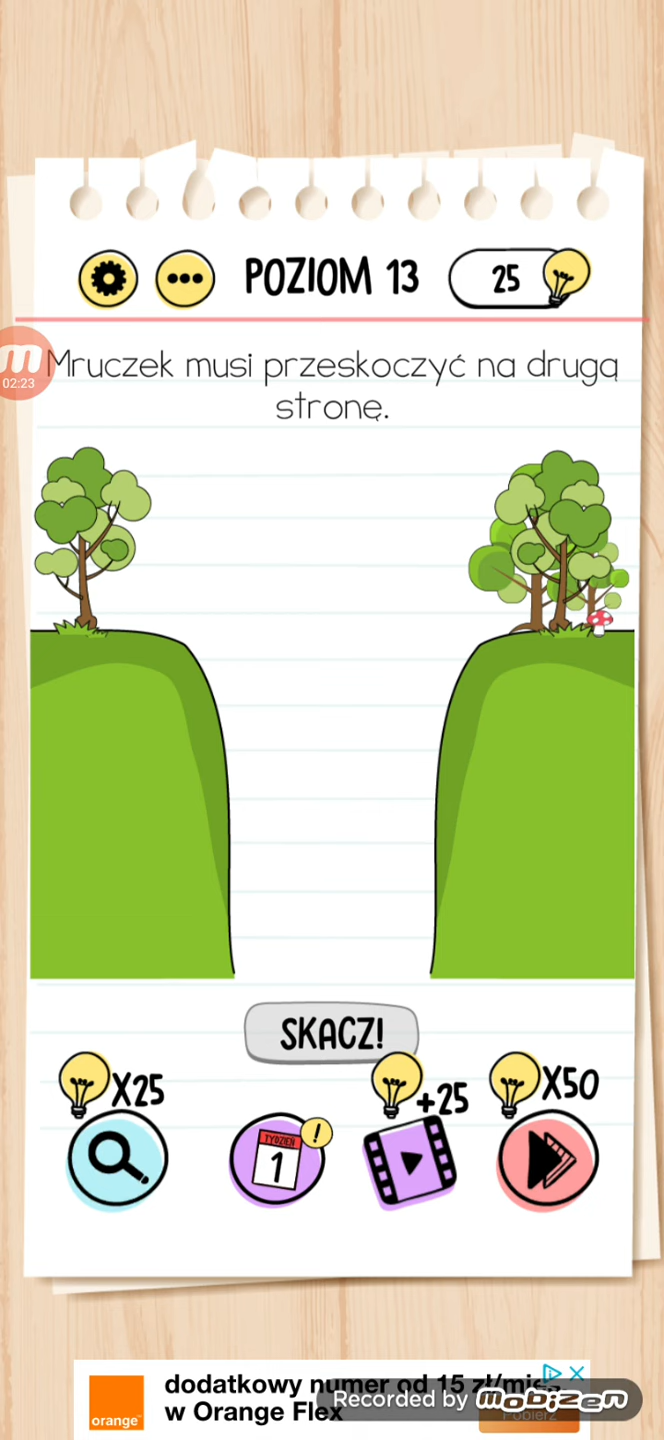 POZIOM 13
25
02:23
Mruczek musi przeskoczyć na drugą
stronę.
SKACZ!
X25
TYDZIEŃ
1
!
+25
X50
dodatkowy numer od 15 zł/mies
w Orange Flex
orange
Pobierz
Recorded by mobizen